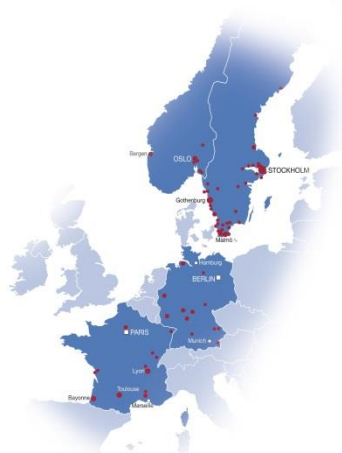 Bergen
OSLO
STOCKHOLM
Gothenburg
Malmö
Hamburg
BERLIN
PARIS
Munich
Lyon
Toulouse
Bayonne
Marseille